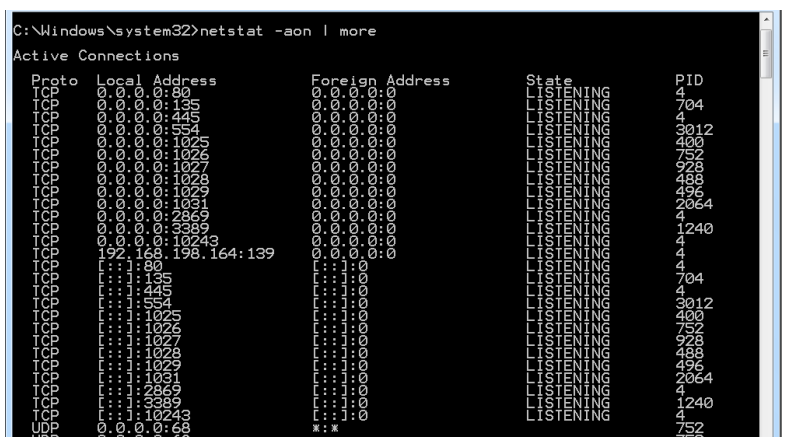 C:\Windows\system32>netstat -aon | more
Active Connections
Proto Local Address Foreign Address State PID
TCP 0.0.0.0:80 0.0.0.0:0 LISTENING 4
TCP 0.0.0.0:135 0.0.0.0:0 LISTENING 704
TCP 0.0.0.0:445 0.0.0.0:0 LISTENING 4
TCP 0.0.0.0:554 0.0.0.0:0 LISTENING 3012
TCP 0.0.0.0:1025 0.0.0.0:0 LISTENING 400
TCP 0.0.0.0:1026 0.0.0.0:0 LISTENING 752
TCP 0.0.0.0:1027 0.0.0.0:0 LISTENING 928
TCP 0.0.0.0:1028 0.0.0.0:0 LISTENING 488
TCP 0.0.0.0:1029 0.0.0.0:0 LISTENING 496
TCP 0.0.0.0:1031 0.0.0.0:0 LISTENING 2064
TCP 0.0.0.0:2869 0.0.0.0:0 LISTENING 4
TCP 0.0.0.0:3389 0.0.0.0:0 LISTENING 1240
TCP 0.0.0.0:10243 0.0.0.0:0 LISTENING 4
TCP 192.168.198.164:139 0.0.0.0:0 LISTENING 4
TCP [::]:80 [::]:0 LISTENING 4
TCP [::]:135 [::]:0 LISTENING 704
TCP [::]:445 [::]:0 LISTENING 4
TCP [::]:554 [::]:0 LISTENING 3012
TCP [::]:1025 [::]:0 LISTENING 400
TCP [::]:1026 [::]:0 LISTENING 752
TCP [::]:1027 [::]:0 LISTENING 928
TCP [::]:1028 [::]:0 LISTENING 488
TCP [::]:1029 [::]:0 LISTENING 496
TCP [::]:1031 [::]:0 LISTENING 2064
TCP [::]:2869 [::]:0 LISTENING 4
TCP [::]:3389 [::]:0 LISTENING 1240
TCP [::]:10243 [::]:0 LISTENING 4
UDP 0.0.0.0:68 *:* 752